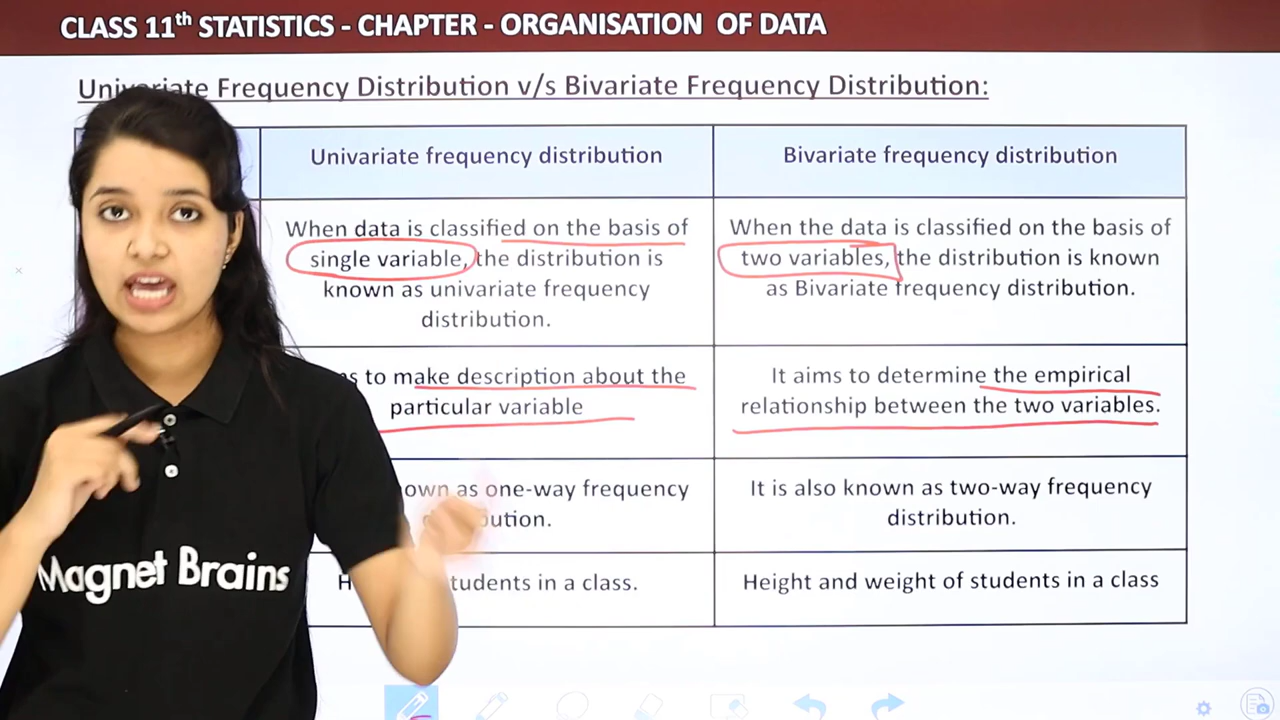 CLASS 11th STATISTICS - CHAPTER - ORGANISATION OF DATA
Univariate Frequency Distribution v/s Bivariate Frequency Distribution:
Univariate frequency distribution
Bivariate frequency distribution
When data is classified on the basis of
single variable, the distribution is
known as univariate frequency
distribution.
When the data is classified on the basis of
two variables, the distribution is known
as Bivariate frequency distribution.
to make description about the
particular variable
It aims to determine the empirical
relationship between the two variables.
as one-way frequency
It is also known as two-way frequency
distribution.
in a class.
Height and weight of students in a class
Magnet Brains